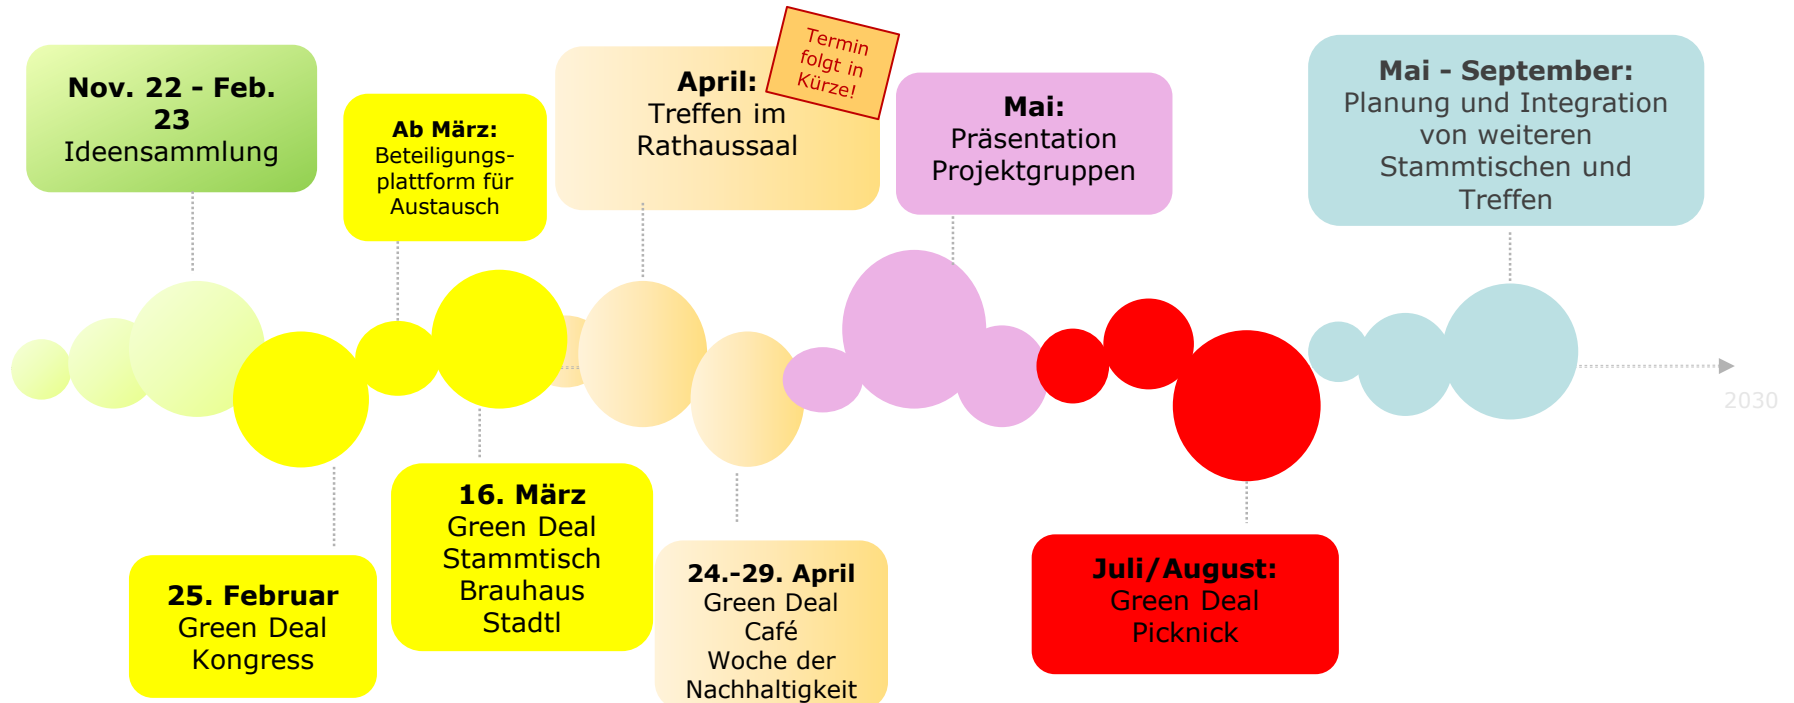 Nov. 22 - Feb.
23
Ideensammlung
Ab März:
Beteiligungs-
plattform für
Austausch
April:
Treffen im
Rathaussaal
Termin
folgt in
Kürze!
Mai:
Präsentation
Projektgruppen
Mai - September:
Planung und Integration
von weiteren
Stammtischen und
Treffen
2030
25. Februar
Green Deal
Kongress
16. März
Green Deal
Stammtisch
Brauhaus
Stadtl
24.-29. April
Green Deal
Café
Woche der
Nachhaltigkeit
Juli/August:
Green Deal
Picknick